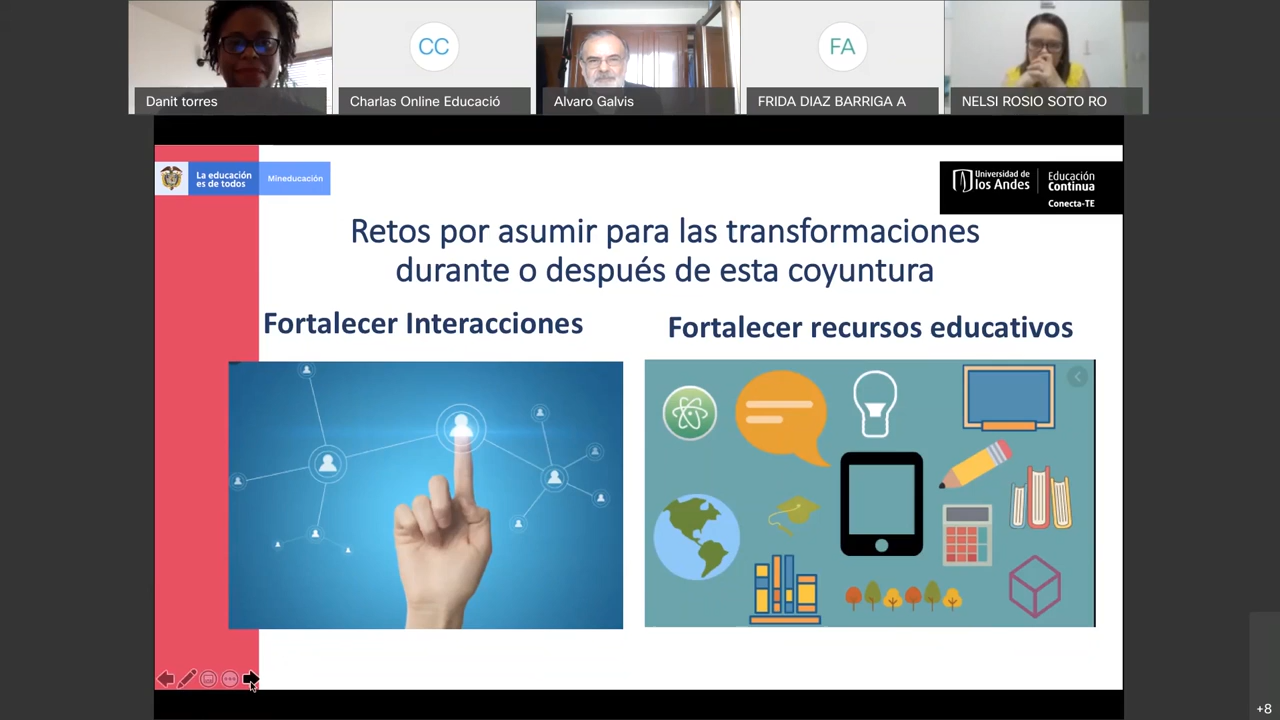 CC
FA
Danit torres
Charlas Online Educació
Alvaro Galvis
FRIDA DIAZ BARRIGA A
NELSI ROSIO SOTO RO
La educación
es de todos
Mineducación
Universidad de
los Andes
Educación
Continua
Conecta-TE
Retos por asumir para las transformaciones
durante o después de esta coyuntura
Fortalecer Interacciones
Fortalecer recursos educativos
+8